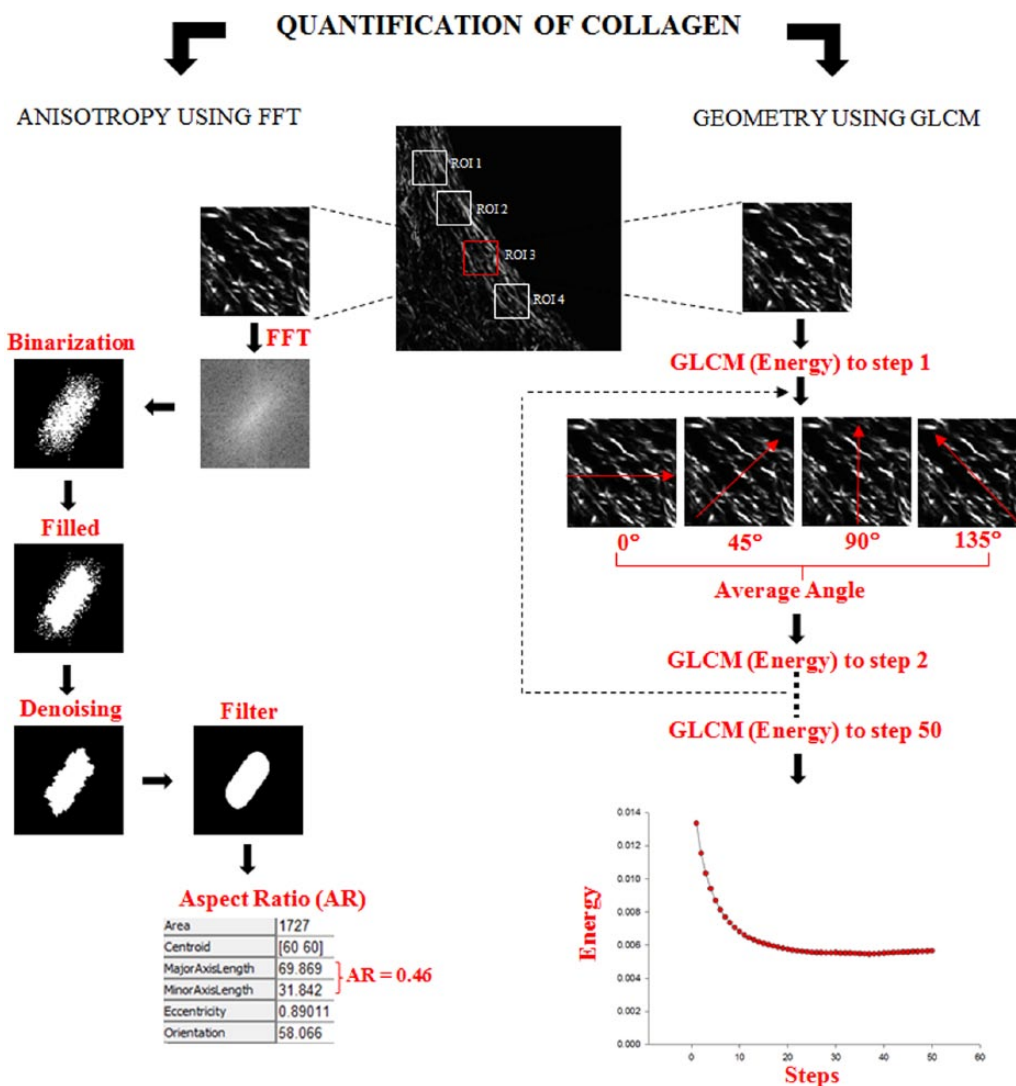 QUANTIFICATION OF COLLAGEN
ANISOTROPY USING FFT
GEOMETRY USING GLCM
ROI 1
ROI 2
ROI 3
ROI 4
FFT
Binarization
Filled
Denoising
Filter
Aspect Ratio (AR)
Area 1727
Centroid [60 60]
MajorAxisLength 69.869
MinorAxisLength 31.842
AR = 0.46
Eccentricity 0.89011
Orientation 58.066
GLCM (Energy) to step 1
0° 45° 90° 135°
Average Angle
GLCM (Energy) to step 2
GLCM (Energy) to step 50
Energy
0.014
0.012
0.010
0.008
0.006
0.004
0.002
0.000
0 10 20 30 40 50 60
Steps